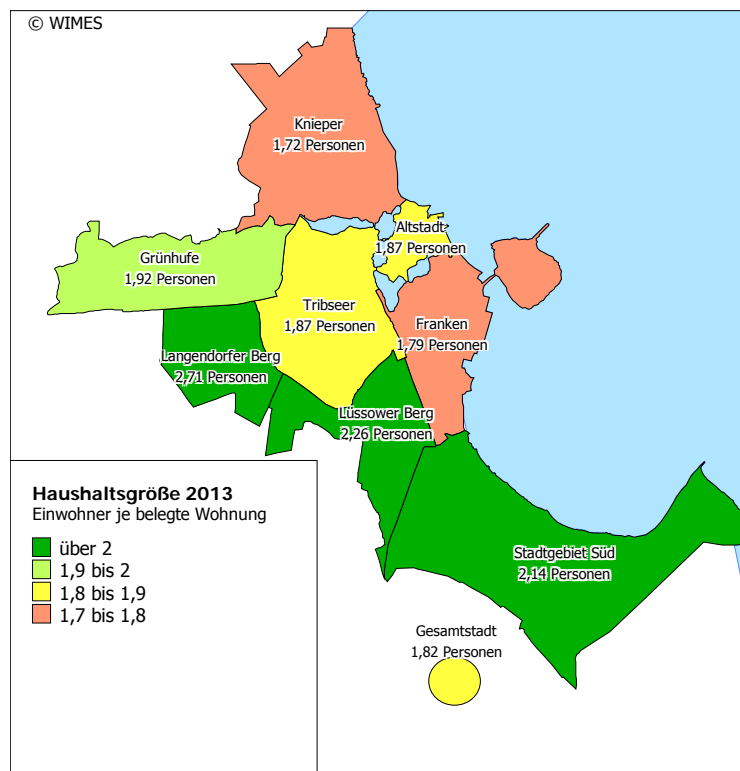 © WIMES
Knieper
1,72 Personen
Altstadt
1,87 Personen
Grünhufe
1,92 Personen
Tribseer
1,87 Personen
Franken
1,79 Personen
Langendorfer Berg
2,71 Personen
Lüssower Berg
2,26 Personen
Stadtgebiet Süd
2,14 Personen
Gesamtstadt
1,82 Personen
Haushaltsgröße 2013
Einwohner je belegte Wohnung
über 2
1,9 bis 2
1,8 bis 1,9
1,7 bis 1,8